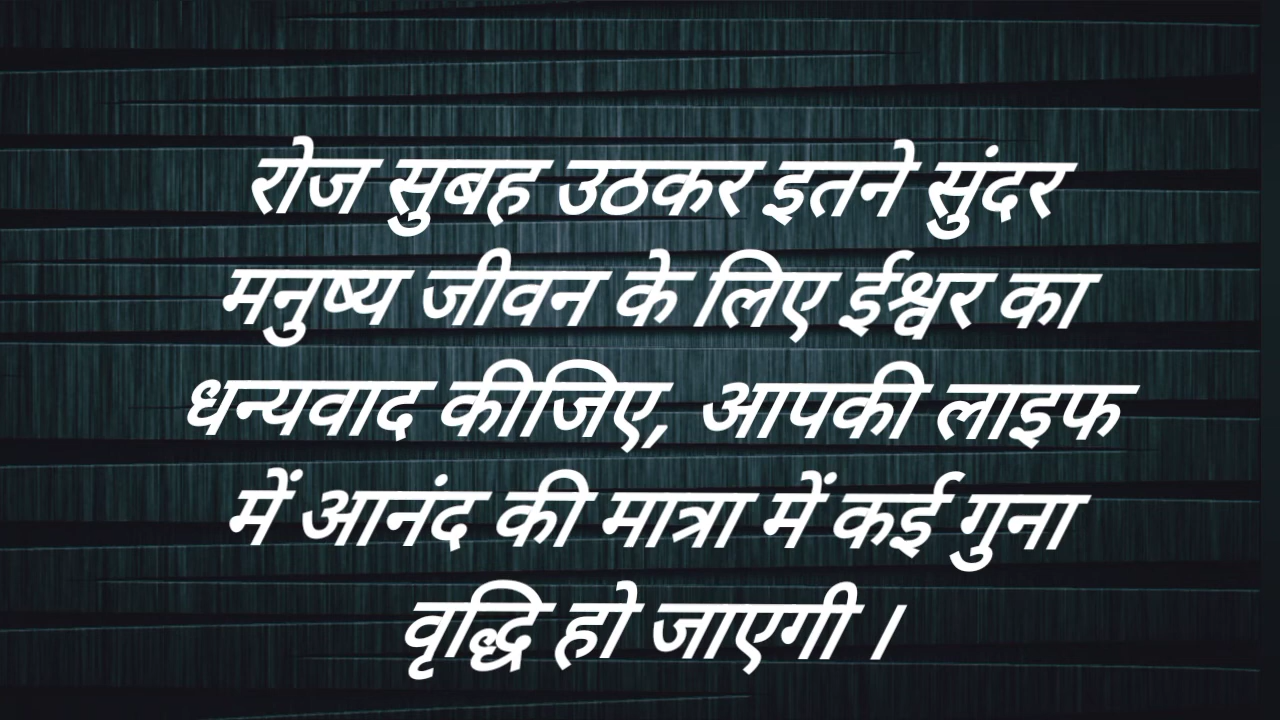 रोज सुबह उठकर इतने सुंदर
मनुष्य जीवन के लिए ईश्वर का
धन्यवाद कीजिए, आपकी लाइफ
में आनंद की मात्रा में कई गुना
वृद्धि हो जाएगी ।